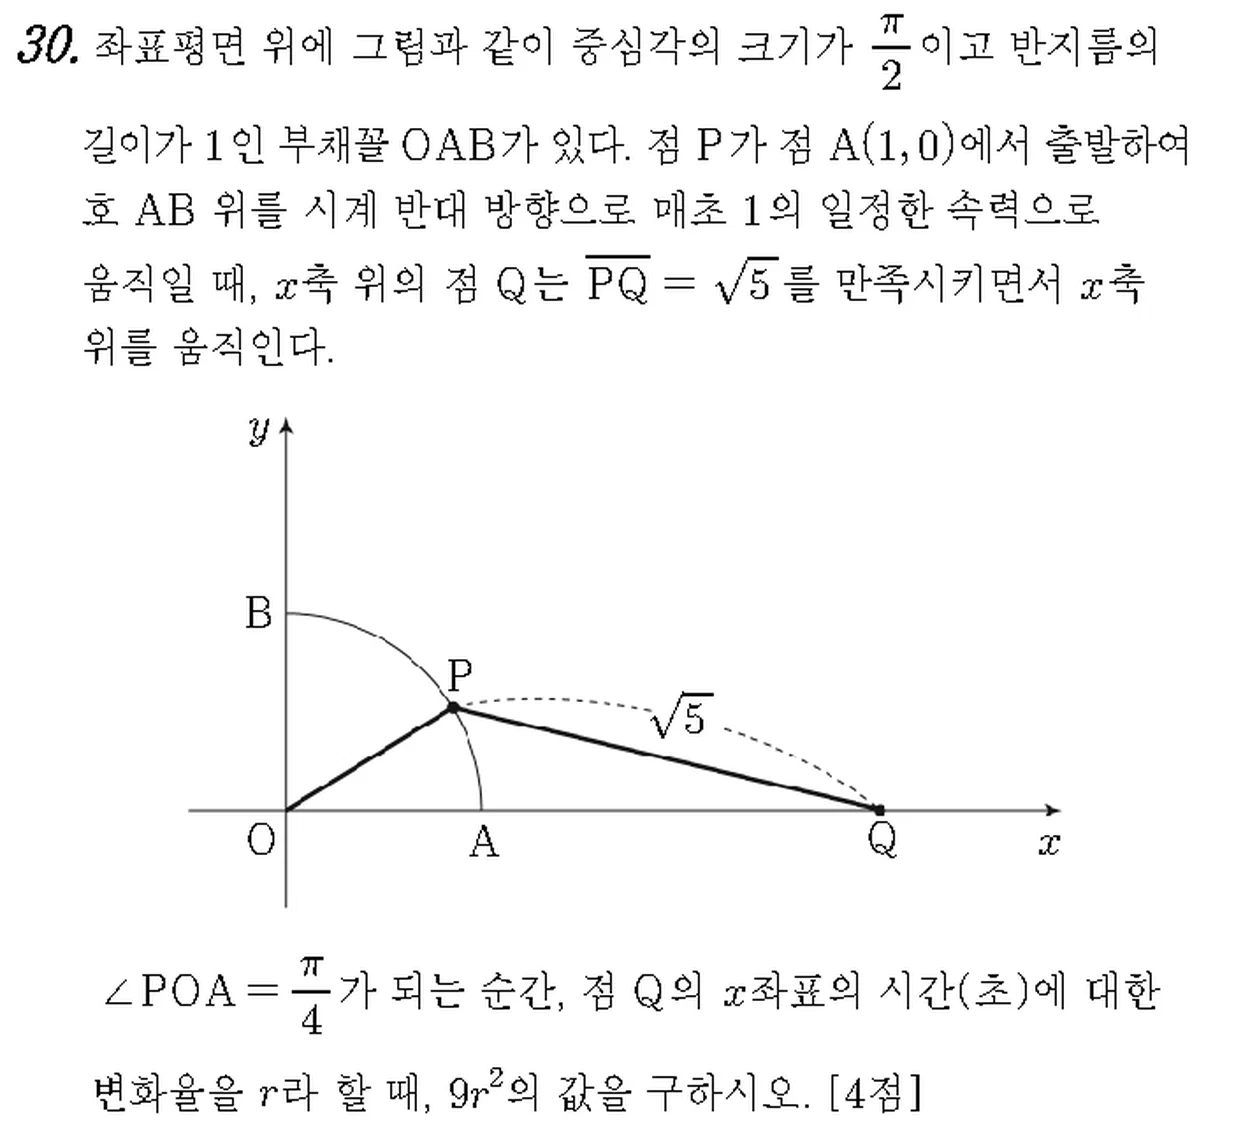 30. 좌표평면 위에 그림과 같이 중심각의 크기가 π/2 이고 반지름의
길이가 1인 부채꼴 OAB가 있다. 점 P가 점 A(1, 0)에서 출발하여
호 AB 위를 시계 반대 방향으로 매초 1의 일정한 속력으로
움직일 때, x축 위의 점 Q는 PQ̅ = √5 를 만족시키면서 x축
위를 움직인다.
y
B
P
√5
O
A
Q
x
∠POA = π/4 가 되는 순간, 점 Q의 x좌표의 시간(초)에 대한
변화율을 r라 할 때, 9r²의 값을 구하시오. [4점]